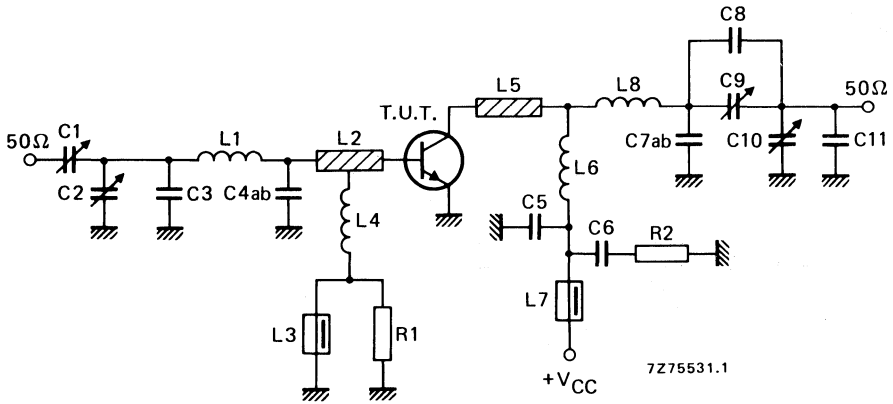 C8
L5
L8
C9
50Ω
T.U.T.
50Ω
C1
L1
L2
C7ab
C10
C11
C2
C3
C4ab
L6
L4
C5
C6
R2
L3
R1
L7
+VCC
7Z75531.1